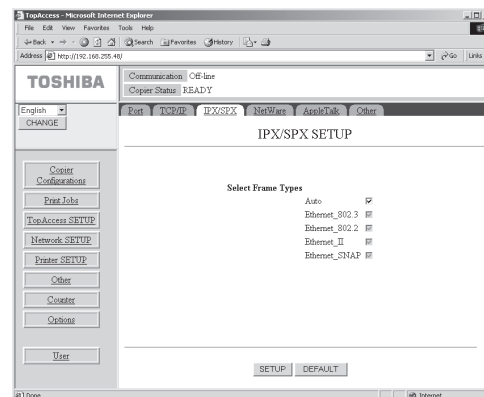 TopAccess - Microsoft Internet Explorer
File Edit View Favorites Tools Help
Back Search Favorites History
Address http://192.168.255.48/ Go Links
TOSHIBA
Communication Off-line
Copier Status READY
English
CHANGE
Port TCP/IP IPX/SPX NetWare AppleTalk Other
IPX/SPX SETUP
Copier Configurations
Print Jobs
TopAccess SETUP
Network SETUP
Printer SETUP
Other
Counter
Options
User
Select Frame Types
Auto
Ethernet_802.3
Ethernet_802.2
Ethernet_II
Ethernet_SNAP
SETUP DEFAULT
Done Internet